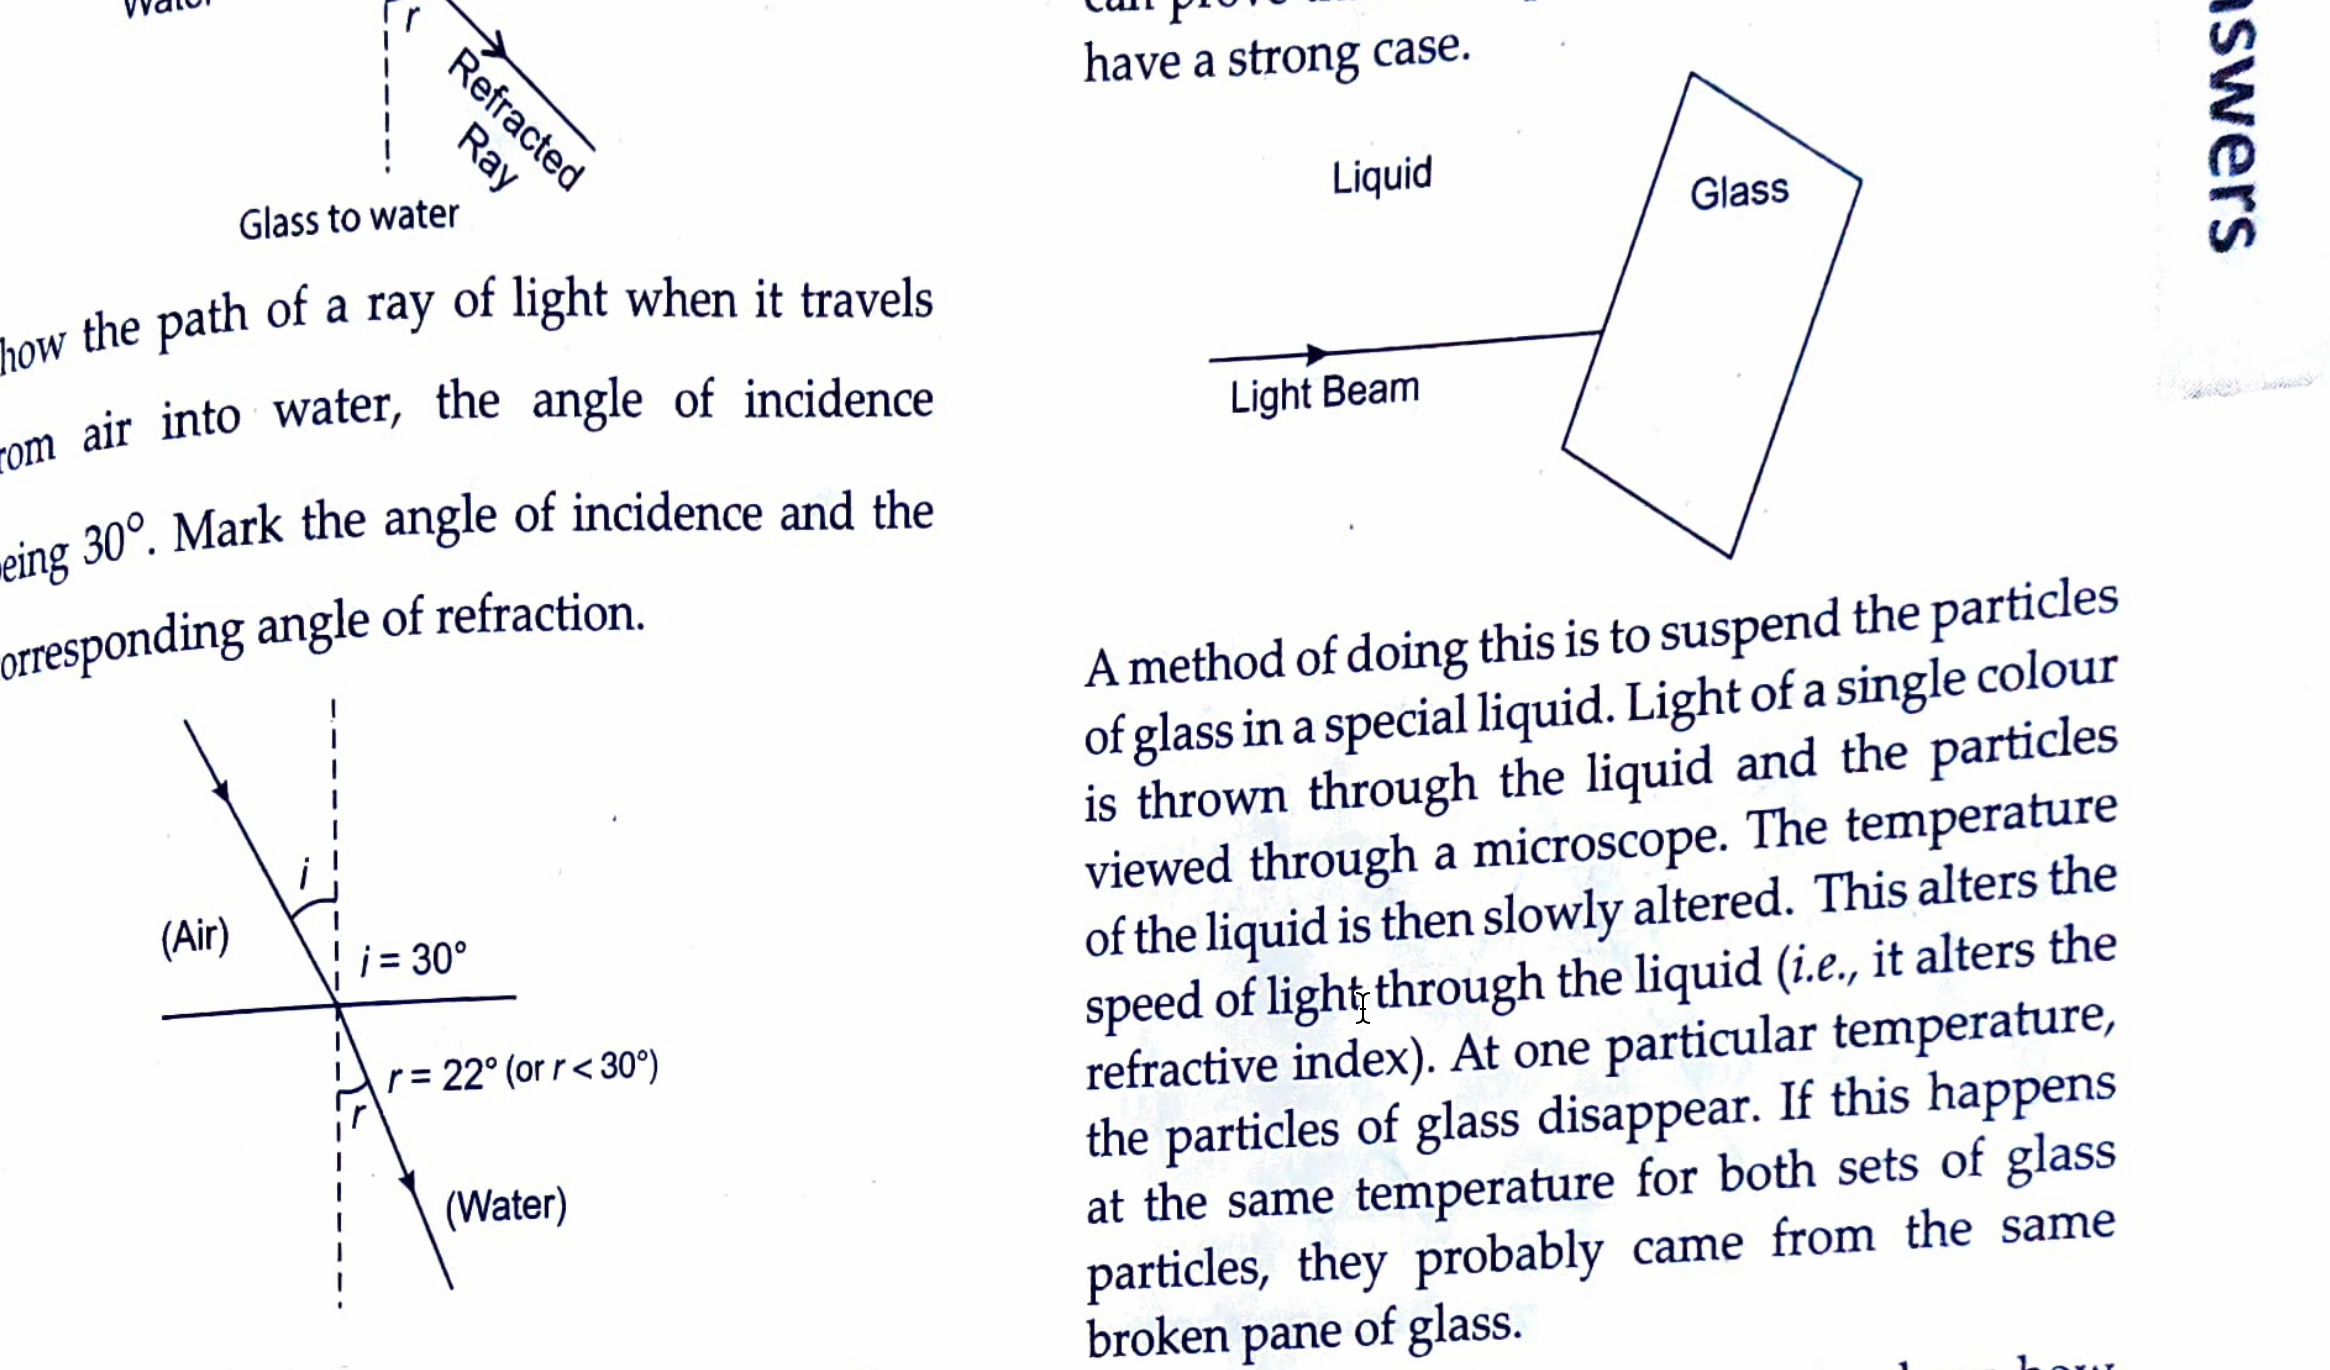 r
Refracted
Ray
Glass to water
how the path of a ray of light when it travels
rom air into water, the angle of incidence
eing 30°. Mark the angle of incidence and the
orresponding angle of refraction.
i
(Air)
i = 30°
r = 22° (or r < 30°)
r
(Water)
have a strong case.
Liquid
Glass
Light Beam
A method of doing this is to suspend the particles
of glass in a special liquid. Light of a single colour
is thrown through the liquid and the particles
viewed through a microscope. The temperature
of the liquid is then slowly altered. This alters the
speed of light through the liquid (i.e., it alters the
refractive index). At one particular temperature,
the particles of glass disappear. If this happens
at the same temperature for both sets of glass
particles, they probably came from the same
broken pane of glass.
swers